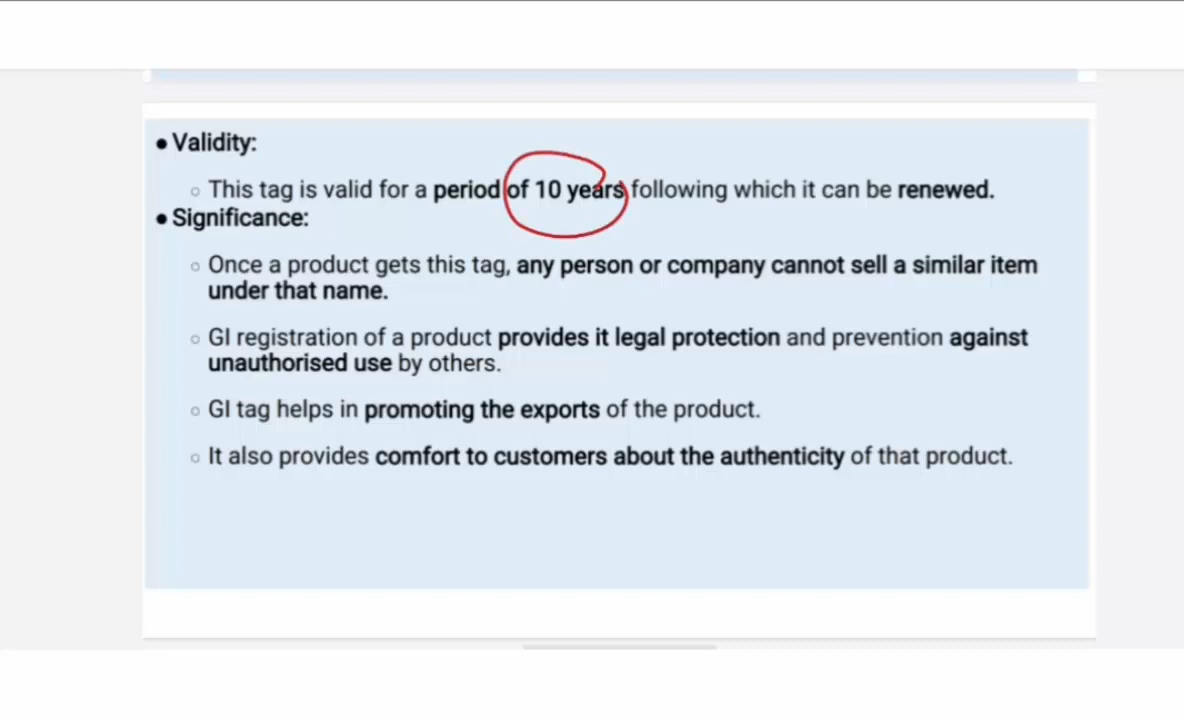 ● Validity:
○ This tag is valid for a period of 10 years following which it can be renewed.
● Significance:
○ Once a product gets this tag, any person or company cannot sell a similar item
under that name.
○ GI registration of a product provides it legal protection and prevention against
unauthorised use by others.
○ GI tag helps in promoting the exports of the product.
○ It also provides comfort to customers about the authenticity of that product.